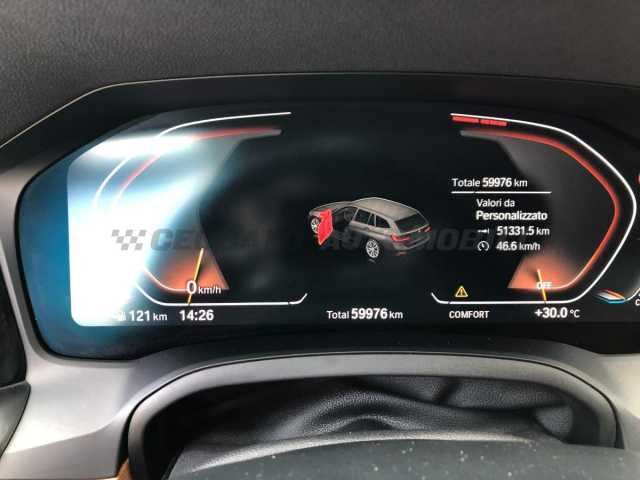 Totale 59976 km
Valori da
Personalizzato
51331.5 km
46.6 km/h
0 km/h
OFF
121 km
14:26
Total 59976 km
COMFORT
+30.0 °C